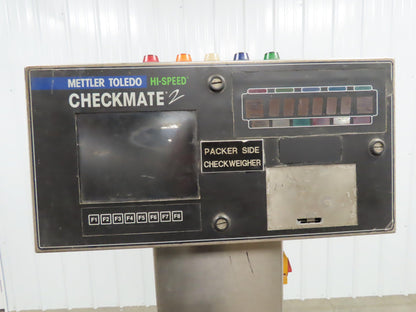 METTLER TOLEDO HI-SPEED
CHECKMATE 2
PACKER SIDE
CHECKWEIGHER
F1 F2 F3 F4 F5 F6 F7 F8